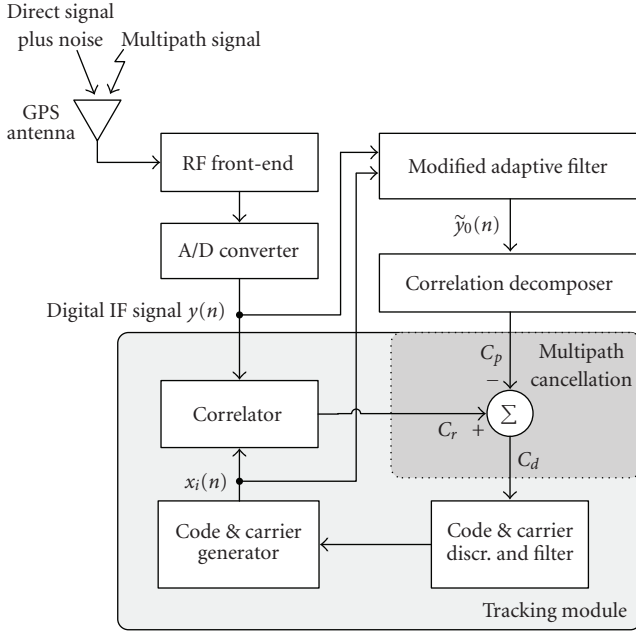 Direct signal
plus noise
Multipath signal
GPS
antenna
RF front-end
Modified adaptive filter
A/D converter
ỹ₀(n)
Correlation decomposer
Digital IF signal y(n)
Cₚ
Multipath
cancellation
−
Correlator
Σ
Cᵣ
+
xᵢ(n)
C_d
Code & carrier
generator
Code & carrier
discr. and filter
Tracking module